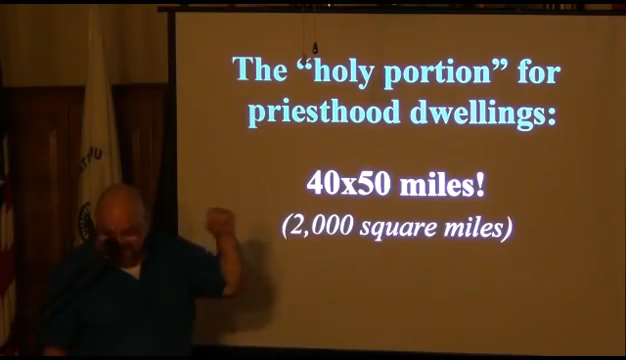 The “holy portion” for
priesthood dwellings:
40x50 miles!
(2,000 square miles)